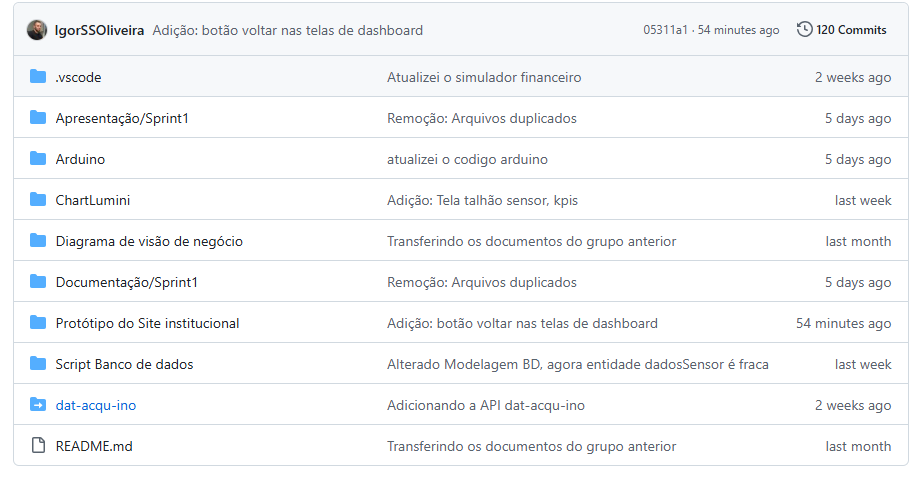 IgorSSOliveira Adição: botão voltar nas telas de dashboard 05311a1 · 54 minutes ago 120 Commits
.vscode Atualizei o simulador financeiro 2 weeks ago
Apresentação/Sprint1 Remoção: Arquivos duplicados 5 days ago
Arduino atualizei o codigo arduino 5 days ago
ChartLumini Adição: Tela talhão sensor, kpis last week
Diagrama de visão de negócio Transferindo os documentos do grupo anterior last month
Documentação/Sprint1 Remoção: Arquivos duplicados 5 days ago
Protótipo do Site institucional Adição: botão voltar nas telas de dashboard 54 minutes ago
Script Banco de dados Alterado Modelagem BD, agora entidade dadosSensor é fraca last week
dat-acqu-ino Adicionando a API dat-acqu-ino 2 weeks ago
README.md Transferindo os documentos do grupo anterior last month